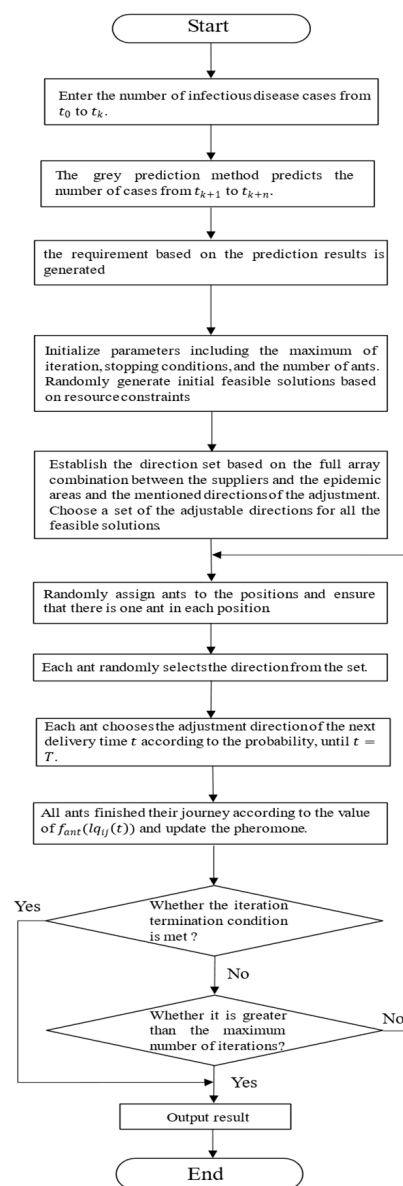 Start
Enter the number of infectious disease cases from
t₀ to tₖ.
The grey prediction method predicts the
number of cases from tₖ₊₁ to tₖ₊ₙ.
the requirement based on the prediction results is
generated
Initialize parameters including the maximum of
iteration, stopping conditions, and the number of ants.
Randomly generate initial feasible solutions based
on resource constraints
Establish the direction set based on the full array
combination between the suppliers and the epidemic
areas and the mentioned directions of the adjustment.
Choose a set of the adjustable directions for all the
feasible solutions.
Randomly assign ants to the positions and ensure
that there is one ant in each position
Each ant randomly selects the direction from the set.
Each ant chooses the adjustment direction of the next
delivery time t according to the probability, until t =
T.
All ants finished their journey according to the value
of fₐₙₜ(lqᵢⱼ(t)) and update the pheromone.
Yes
Whether the iteration
termination condition
is met ?
No
Whether it is greater
than the maximum
number of iterations?
No
Yes
Output result
End